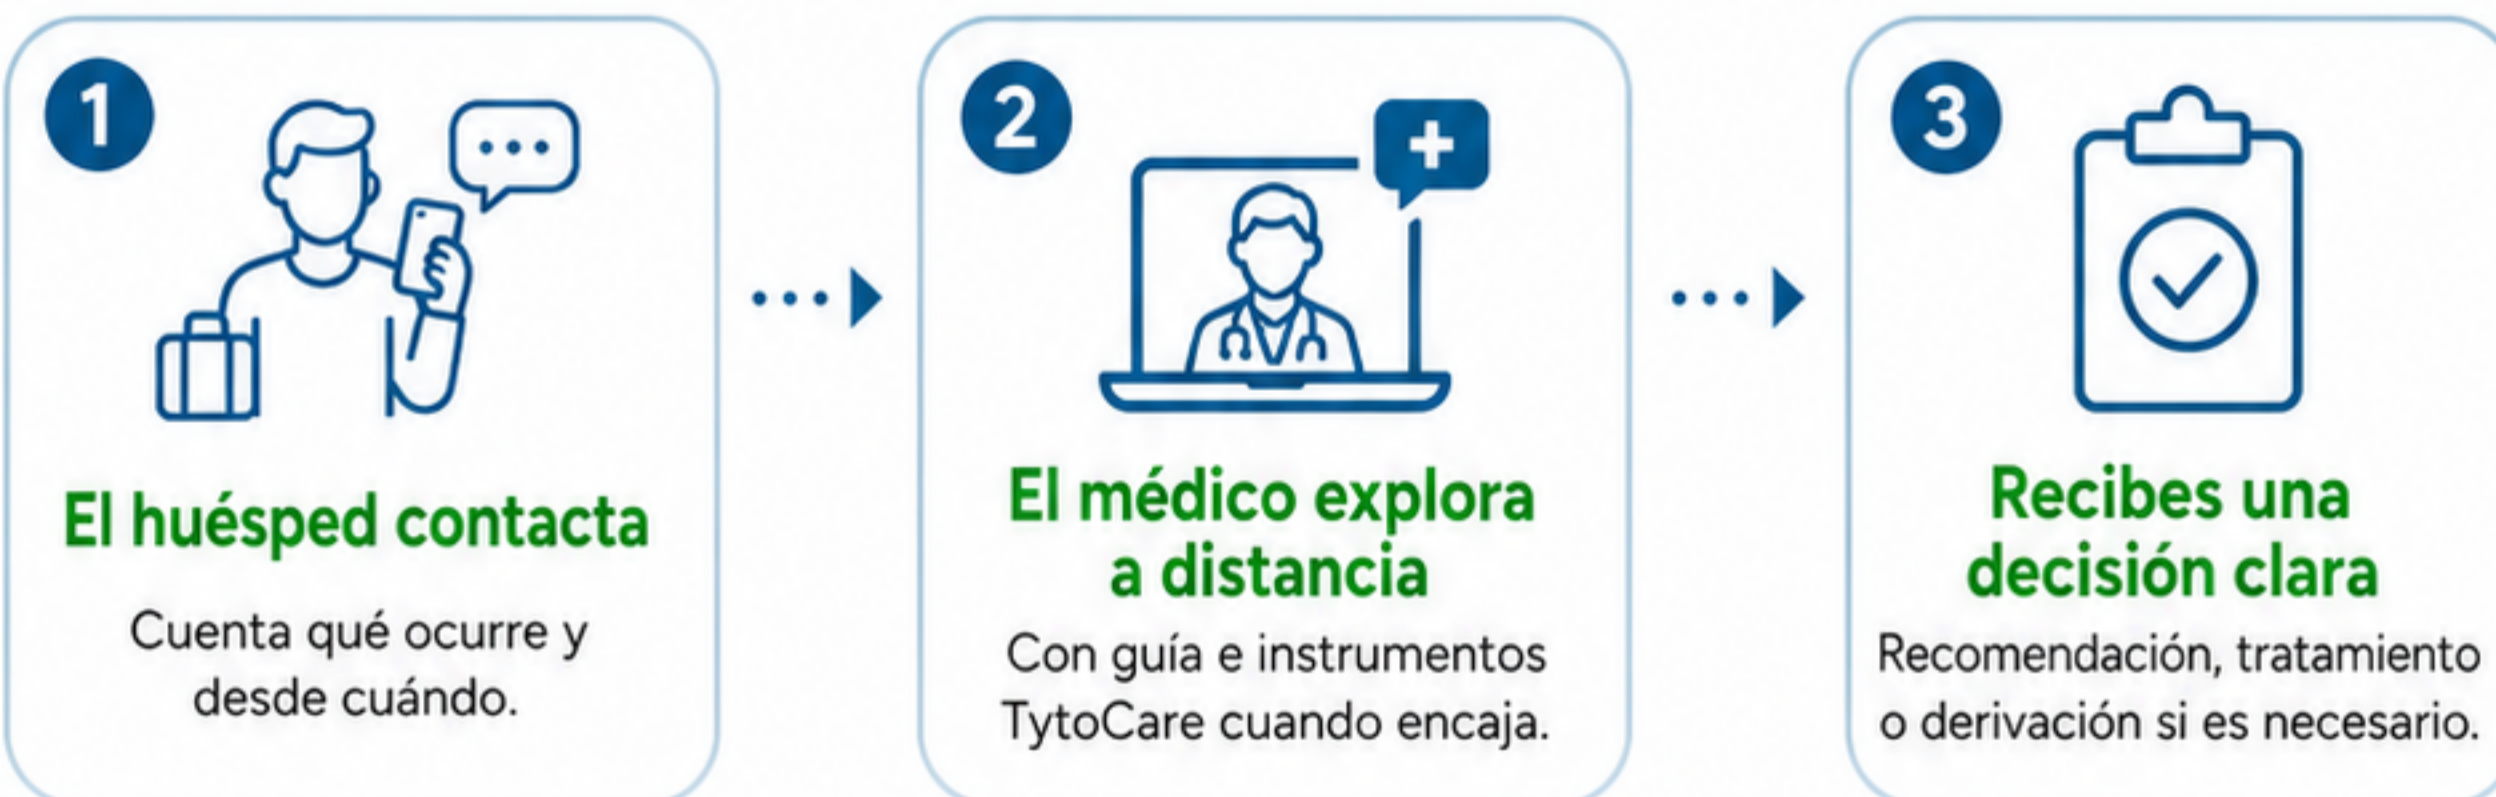 1
El huésped contacta
Cuenta qué ocurre y
desde cuándo.
2
El médico explora
a distancia
Con guía e instrumentos
TytoCare cuando encaja.
3
Recibes una
decisión clara
Recomendación, tratamiento
o derivación si es necesario.